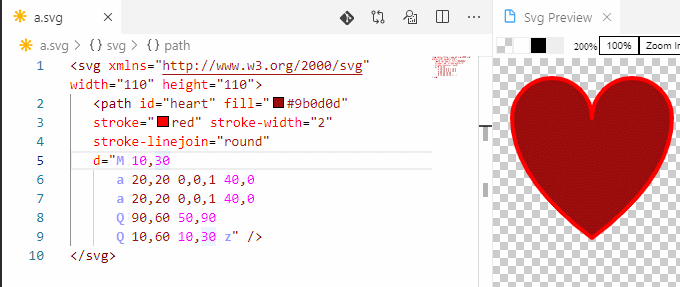 a.svg
Svg Preview
a.svg > svg > path
200% 100% Zoom In
1 <svg xmlns="http://www.w3.org/2000/svg"
width="110" height="110">
2 <path id="heart" fill="#9b0d0d"
3 stroke="red" stroke-width="2"
4 stroke-linejoin="round"
5 d="M 10,30
6 a 20,20 0,0,1 40,0
7 a 20,20 0,0,1 40,0
8 Q 90,60 50,90
9 Q 10,60 10,30 z" />
10 </svg>